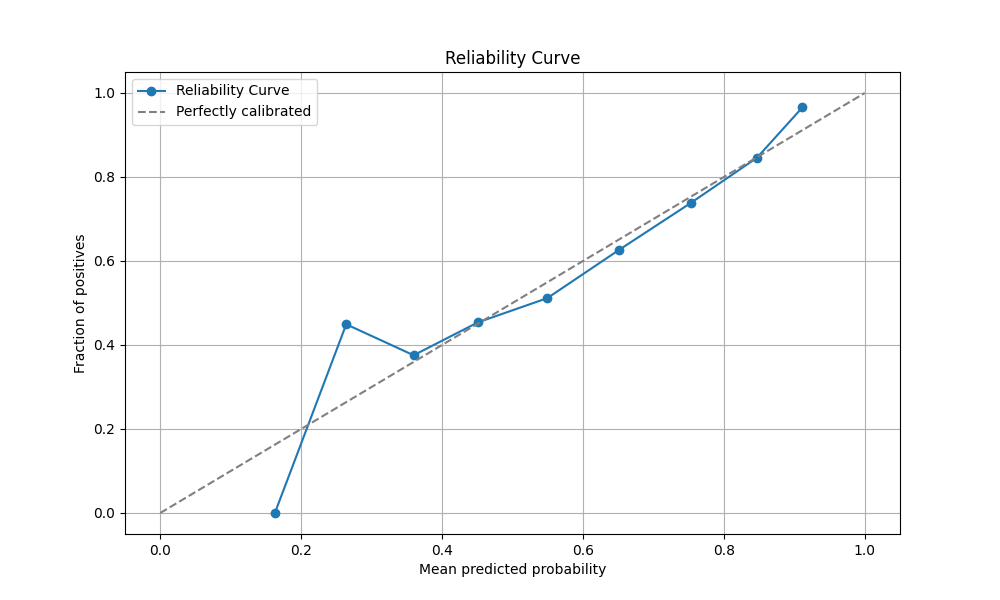 Reliability Curve
Reliability Curve
Perfectly calibrated
1.0
0.8
0.6
0.4
0.2
0.0
Fraction of positives
0.0 0.2 0.4 0.6 0.8 1.0
Mean predicted probability